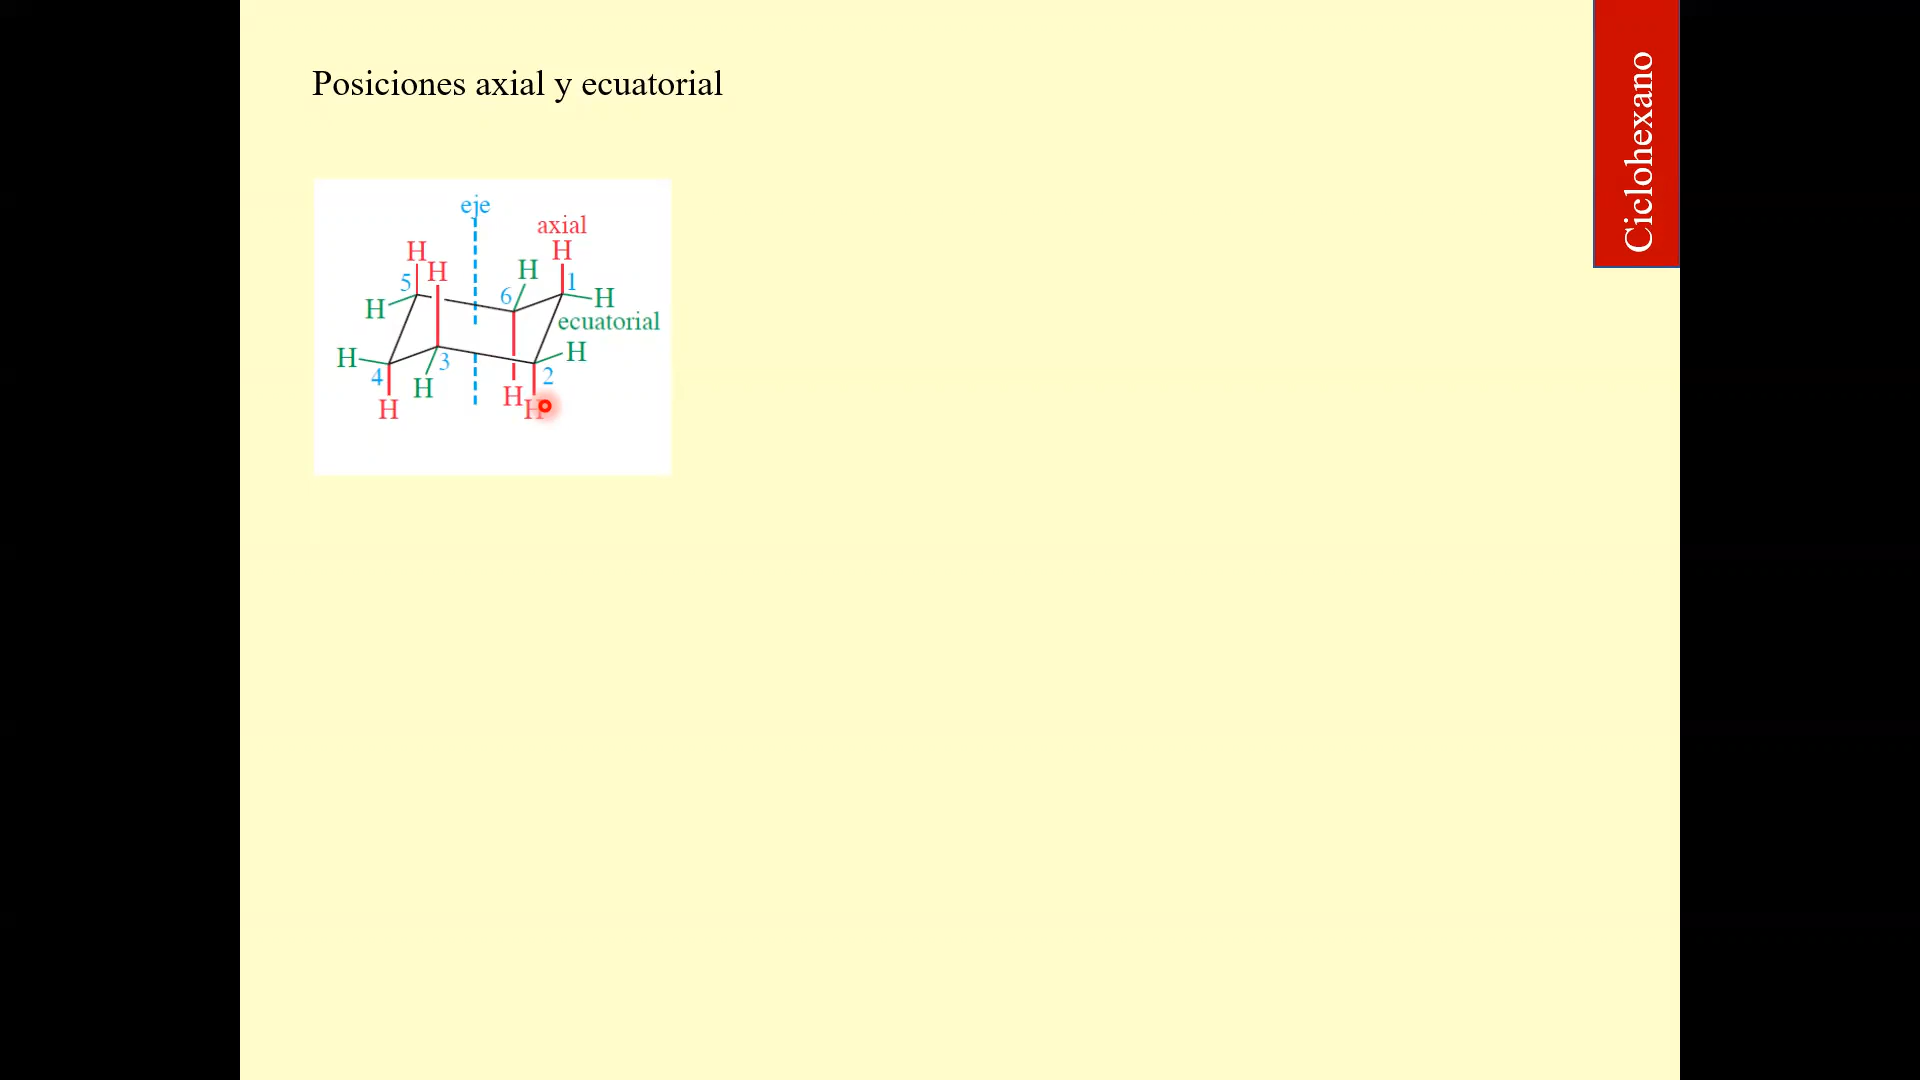 Posiciones axial y ecuatorial
Ciclohexano
eje
axial
H
H
H
H
5
6
1
H
H
ecuatorial
H
H
3
4
2
H
H
H
H